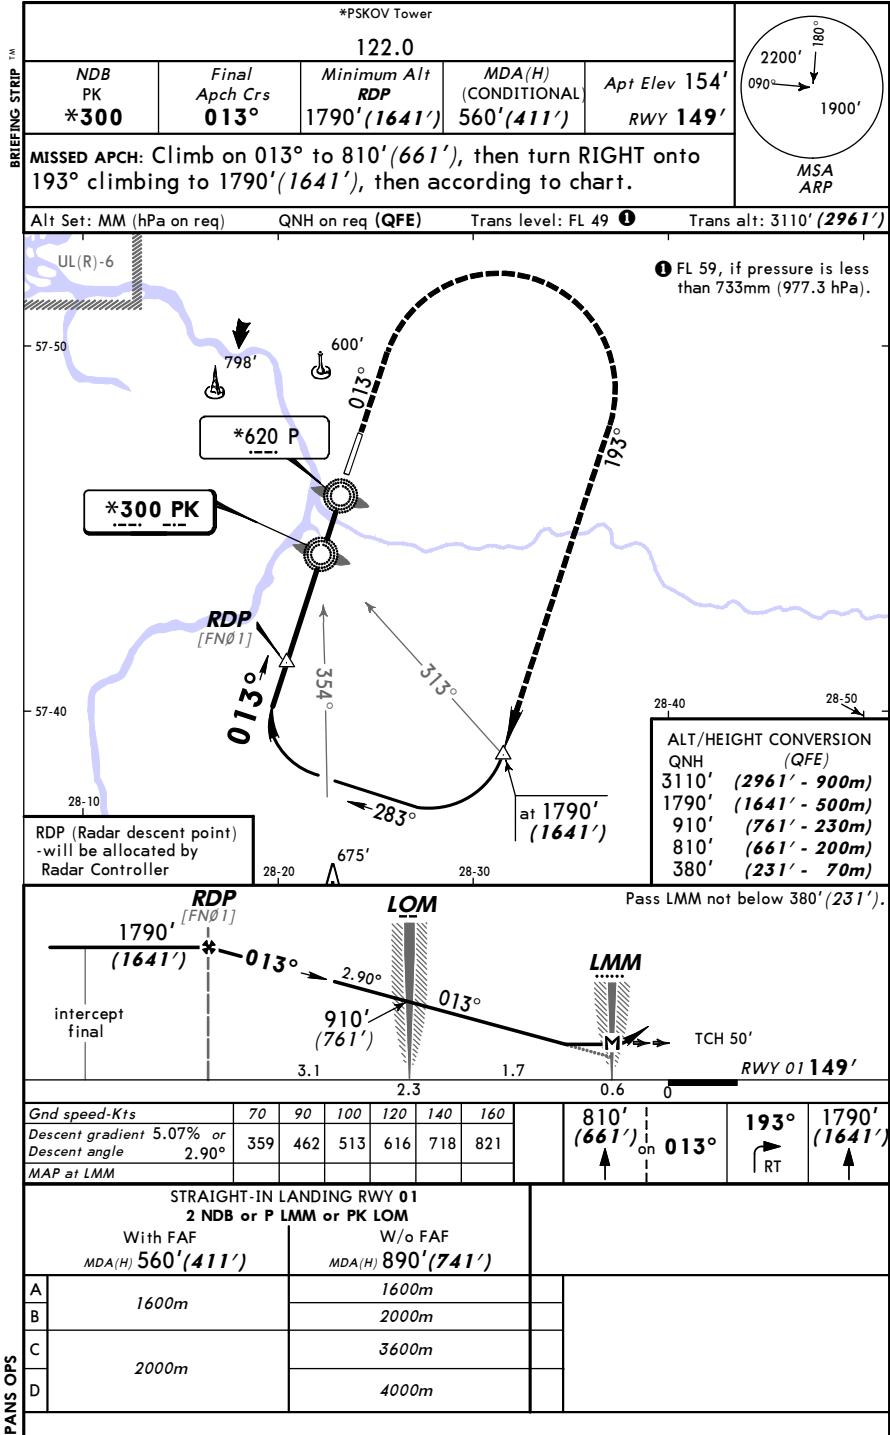 *PSKOV Tower
122.0
BRIEFING STRIP TM
NDB
PK
*300
Final
Apch Crs
013°
Minimum Alt
RDP
1790'(1641')
MDA(H)
(CONDITIONAL)
560'(411')
Apt Elev 154'
RWY 149'
MISSED APCH: Climb on 013° to 810'(661'), then turn RIGHT onto
193° climbing to 1790'(1641'), then according to chart.
180°
2200'
090°
1900'
MSA
ARP
Alt Set: MM (hPa on req) QNH on req (QFE) Trans level: FL 49 ❶ Trans alt: 3110'(2961')
UL(R)-6
❶ FL 59, if pressure is less
than 733mm (977.3 hPa).
57-50
798'
600'
013°
*620 P
193°
*300 PK
RDP
[FNØ1]
013°
354°
313°
57-40
28-40
28-50
283°
at 1790'
(1641')
ALT/HEIGHT CONVERSION
QNH (QFE)
3110' (2961' - 900m)
1790' (1641' - 500m)
910' (761' - 230m)
810' (661' - 200m)
380' (231' - 70m)
28-10
RDP (Radar descent point)
-will be allocated by
Radar Controller
28-20
675'
28-30
RDP
[FNØ1]
LOM
Pass LMM not below 380'(231').
1790'
(1641')
013°
2.90°
013°
LMM
intercept
final
910'
(761')
M
TCH 50'
RWY 01 149'
3.1
1.7
2.3
0.6
0
Gnd speed-Kts 70 90 100 120 140 160
Descent gradient 5.07% or
Descent angle 2.90° 359 462 513 616 718 821
MAP at LMM
810'
(661')
on 013°
193°
RT
1790'
(1641')
STRAIGHT-IN LANDING RWY 01
2 NDB or P LMM or PK LOM
With FAF
MDA(H) 560'(411')
W/o FAF
MDA(H) 890'(741')
A 1600m 1600m
B 2000m
C 2000m 3600m
D 4000m
PANS OPS